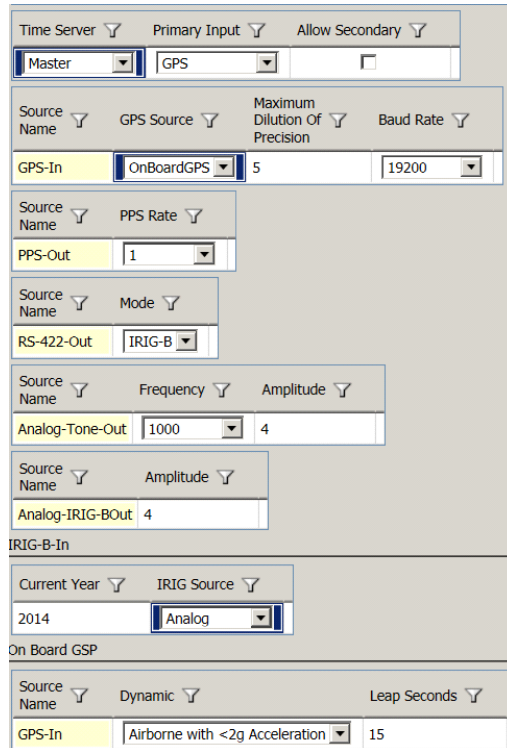 Time Server Primary Input Allow Secondary
Master GPS
Source Name GPS Source Maximum Dilution Of Precision Baud Rate
GPS-In OnBoardGPS 5 19200
Source Name PPS Rate
PPS-Out 1
Source Name Mode
RS-422-Out IRIG-B
Source Name Frequency Amplitude
Analog-Tone-Out 1000 4
Source Name Amplitude
Analog-IRIG-BOut 4
IRIG-B-In
Current Year IRIG Source
2014 Analog
On Board GSP
Source Name Dynamic Leap Seconds
GPS-In Airborne with <2g Acceleration 15